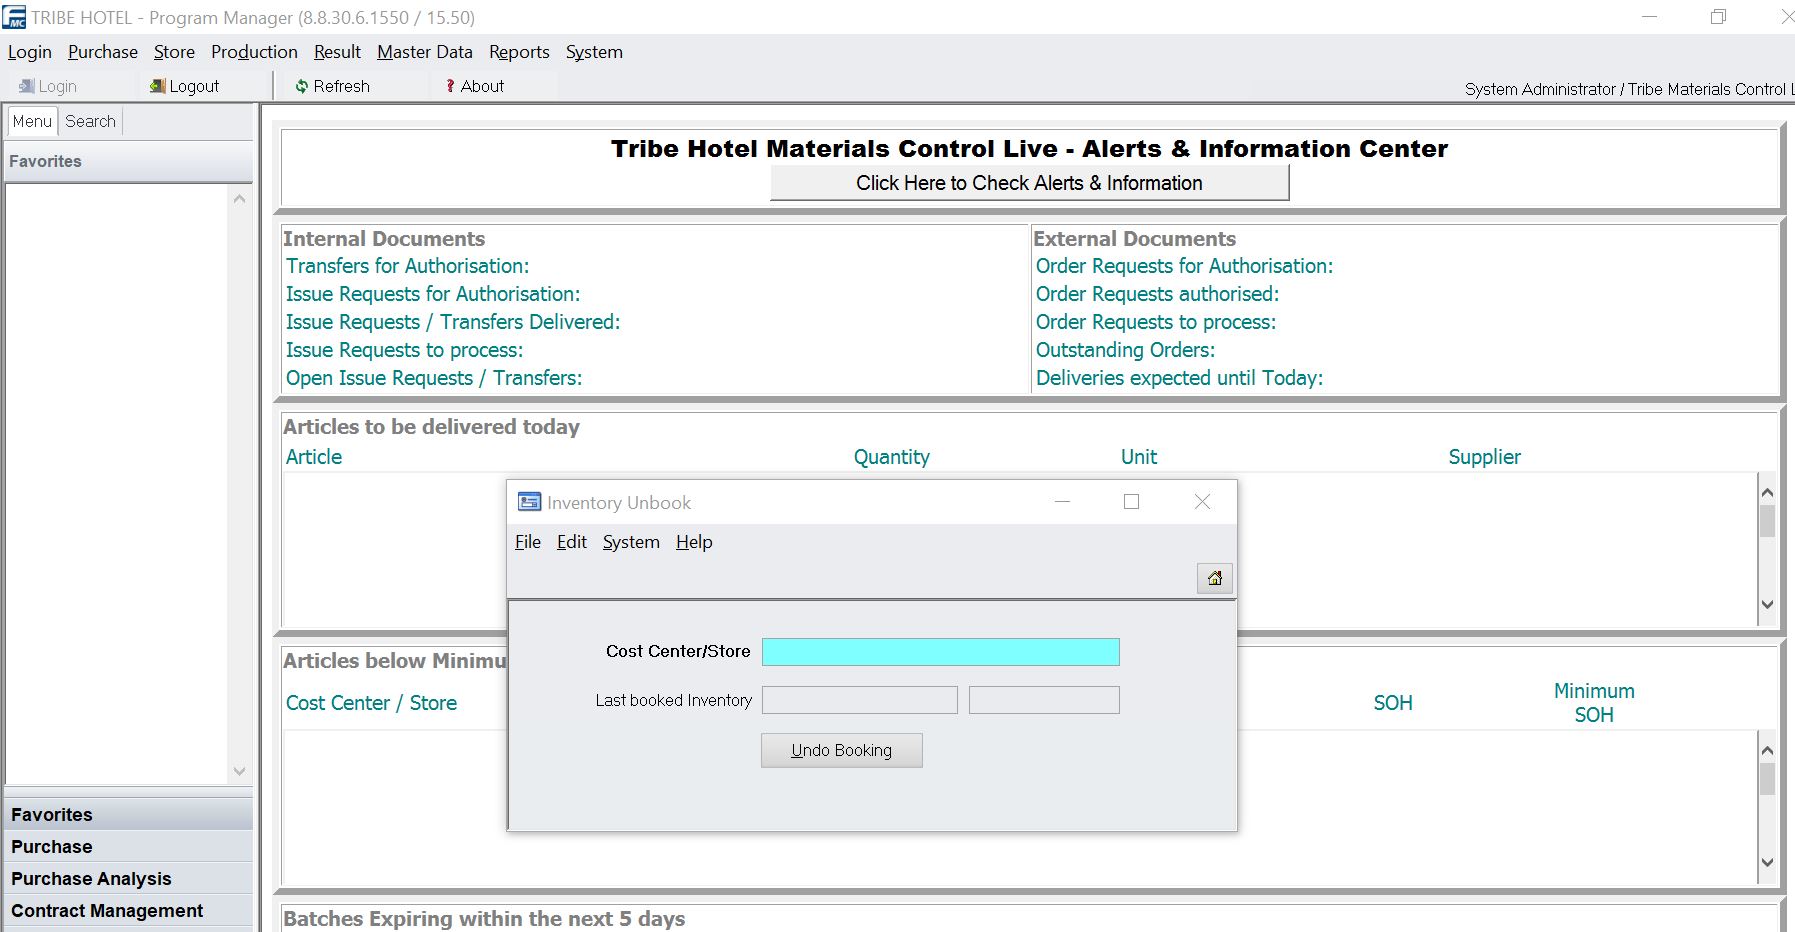 TRIBE HOTEL - Program Manager (8.8.30.6.1550 / 15.50)
Login Purchase Store Production Result Master Data Reports System
Login Logout Refresh About
System Administrator / Tribe Materials Control L
Menu Search
Favorites
Tribe Hotel Materials Control Live - Alerts & Information Center
Click Here to Check Alerts & Information
Internal Documents
Transfers for Authorisation:
Issue Requests for Authorisation:
Issue Requests / Transfers Delivered:
Issue Requests to process:
Open Issue Requests / Transfers:
External Documents
Order Requests for Authorisation:
Order Requests authorised:
Order Requests to process:
Outstanding Orders:
Deliveries expected until Today:
Articles to be delivered today
Article Quantity Unit Supplier
Inventory Unbook
File Edit System Help
Cost Center/Store
Last booked Inventory
Undo Booking
Articles below Minimu
Cost Center / Store SOH Minimum
SOH
Batches Expiring within the next 5 days
Favorites
Purchase
Purchase Analysis
Contract Management